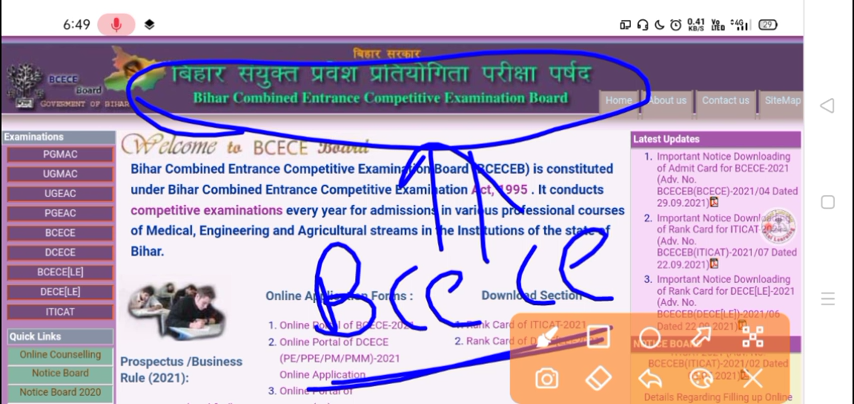 6:49
0.41
KB/S
Vo
LTE
4G
29
बिहार सरकार
बिहार संयुक्त प्रवेश प्रतियोगिता परीक्षा पर्षद
Bihar Combined Entrance Competitive Examination Board
BCECE
Board
GOVERMENT OF BIHAR
Home
About us
Contact us
SiteMap
Examinations
PGMAC
UGMAC
UGEAC
PGEAC
BCECE
DCECE
BCECE[LE]
DECE[LE]
ITICAT
Quick Links
Online Counselling
Notice Board
Notice Board 2020
Welcome to BCECE Board
Bihar Combined Entrance Competitive Examination Board (BCECEB) is constituted
under Bihar Combined Entrance Competitive Examination Act, 1995 . It conducts
competitive examinations every year for admissions in various professional courses
of Medical, Engineering and Agricultural streams in the Institutions of the state of
Bihar.
BCECE
Prospectus /Business
Rule (2021):
Online Application Forms :
1. Online Portal of BCECE-2021
2. Online Portal of DCECE
(PE/PPE/PM/PMM)-2021
Online Application
3. Online Portal of
Download Section
1. Rank Card of ITICAT-2021
2. Rank Card of
Latest Updates
1. Important Notice Downloading
of Admit Card for BCECE-2021
(Adv. No.
BCECEB(BCECE)-2021/04 Dated
29.09.2021)
2. Important Notice Downloading
of Rank Card for ITICAT
(Adv. No.
BCECEB(ITICAT)-2021/07 Dated
22.09.2021)
3. Important Notice Downloading
of Rank Card for DECE[LE]-2021
(Adv. No.
BCECEB(DECE[LE])-2021/06
Dated 22.09.2021)
NOTICE BOARD
BCECEB(ITICAT)-2021/02 Dated
Details Regarding Filling up Online